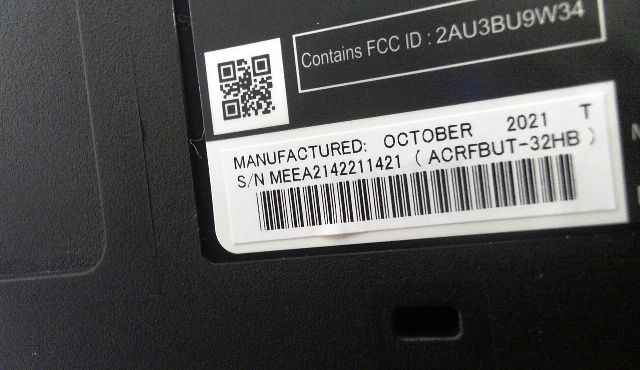 Contains FCC ID : 2AU3BU9W34
MANUFACTURED: OCTOBER 2021 T
S/N MEEA2142211421 ( ACRFBUT-32HB )